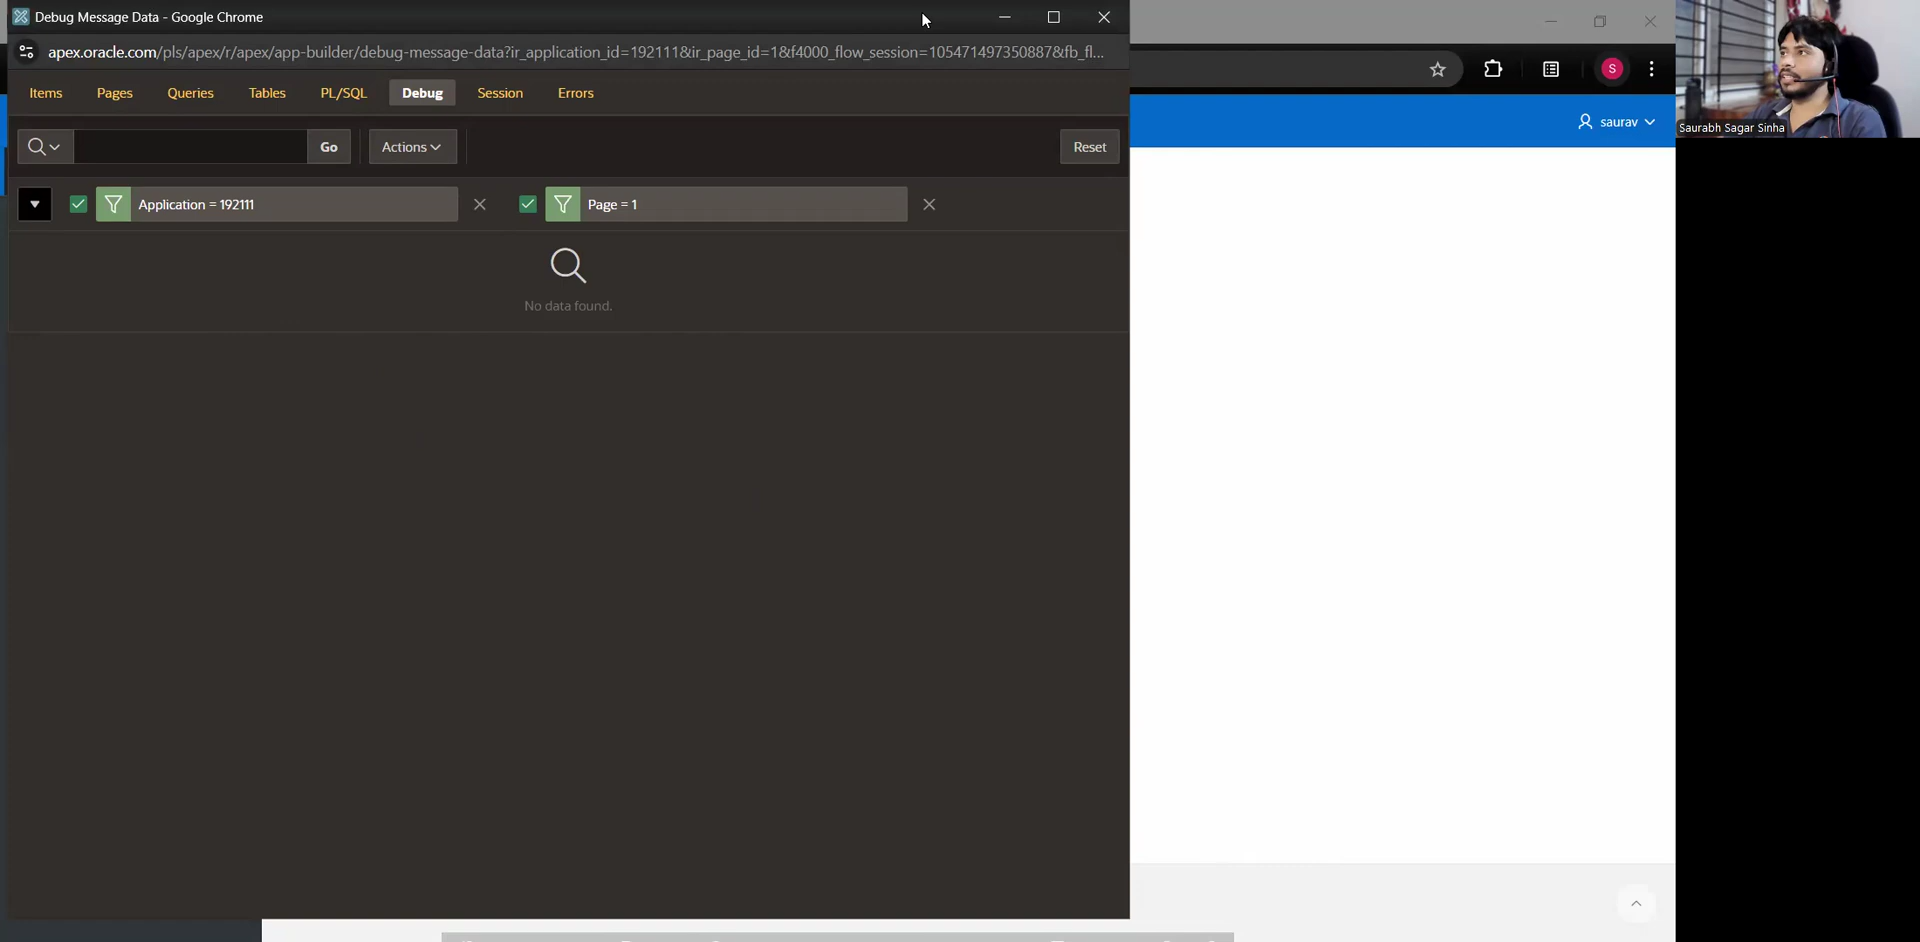 Debug Message Data - Google Chrome
apex.oracle.com/pls/apex/r/apex/app-builder/debug-message-data?ir_application_id=192111&ir_page_id=1&f4000_flow_session=105471497350887&fb_fl...
Items Pages Queries Tables PL/SQL Debug Session Errors
Go Actions Reset
Application = 192111 Page = 1
No data found.
S
saurav
Saurabh Sagar Sinha